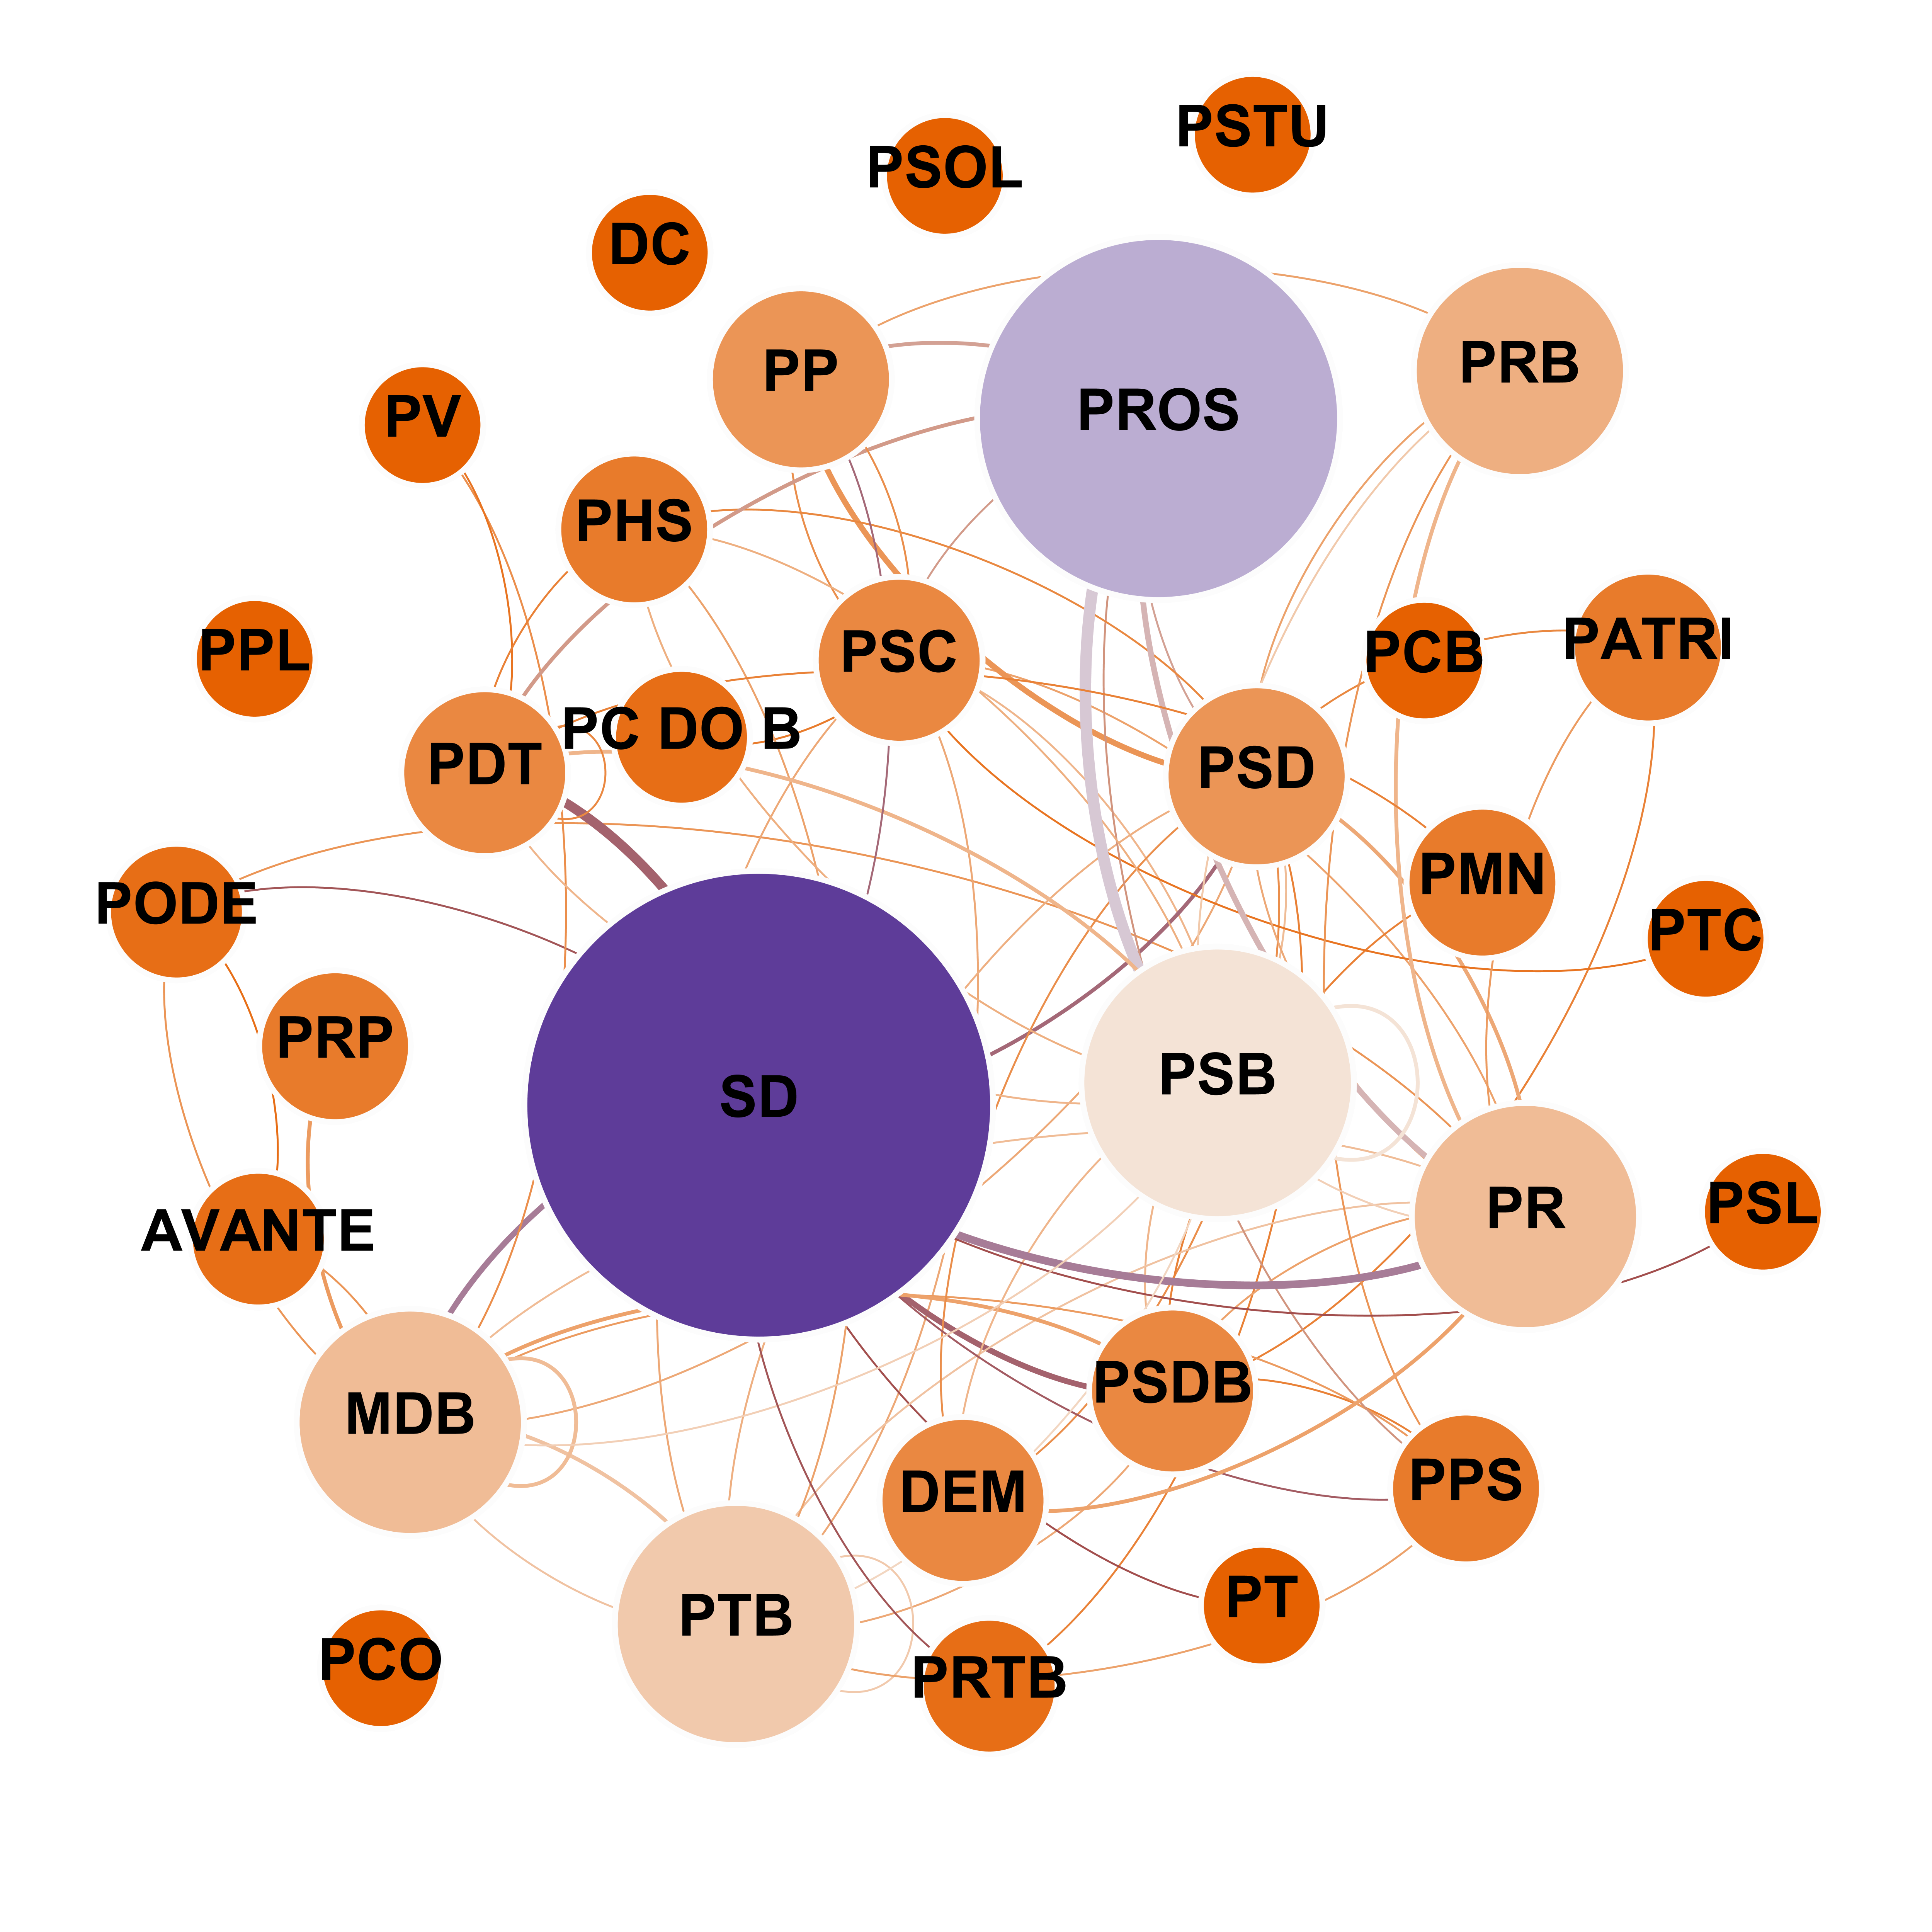 PSTU
PSOL
DC
PP
PROS
PRB
PV
PHS
PSC
PCB
PATRI
PPL
PDT
PC DO B
PSD
PMN
PODE
PTC
PRP
SD
PSB
PR
PSL
AVANTE
MDB
PSDB
DEM
PPS
PTB
PT
PCO
PRTB